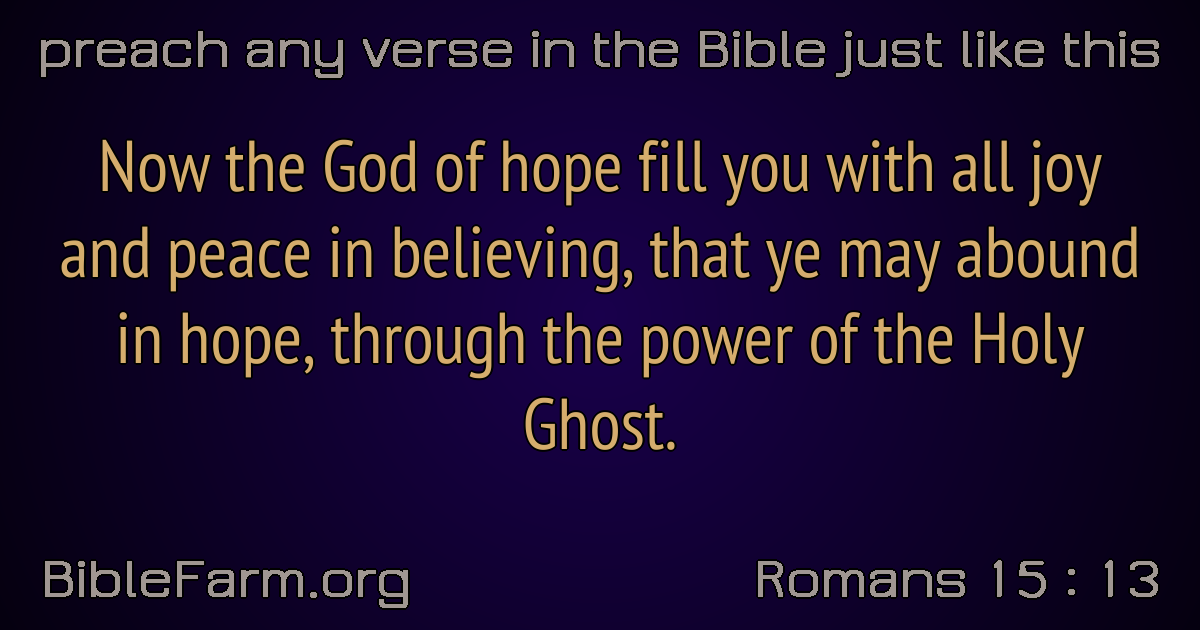 preach any verse in the Bible just like this
Now the God of hope fill you with all joy
and peace in believing, that ye may abound
in hope, through the power of the Holy
Ghost.
BibleFarm.org
Romans 15 : 13